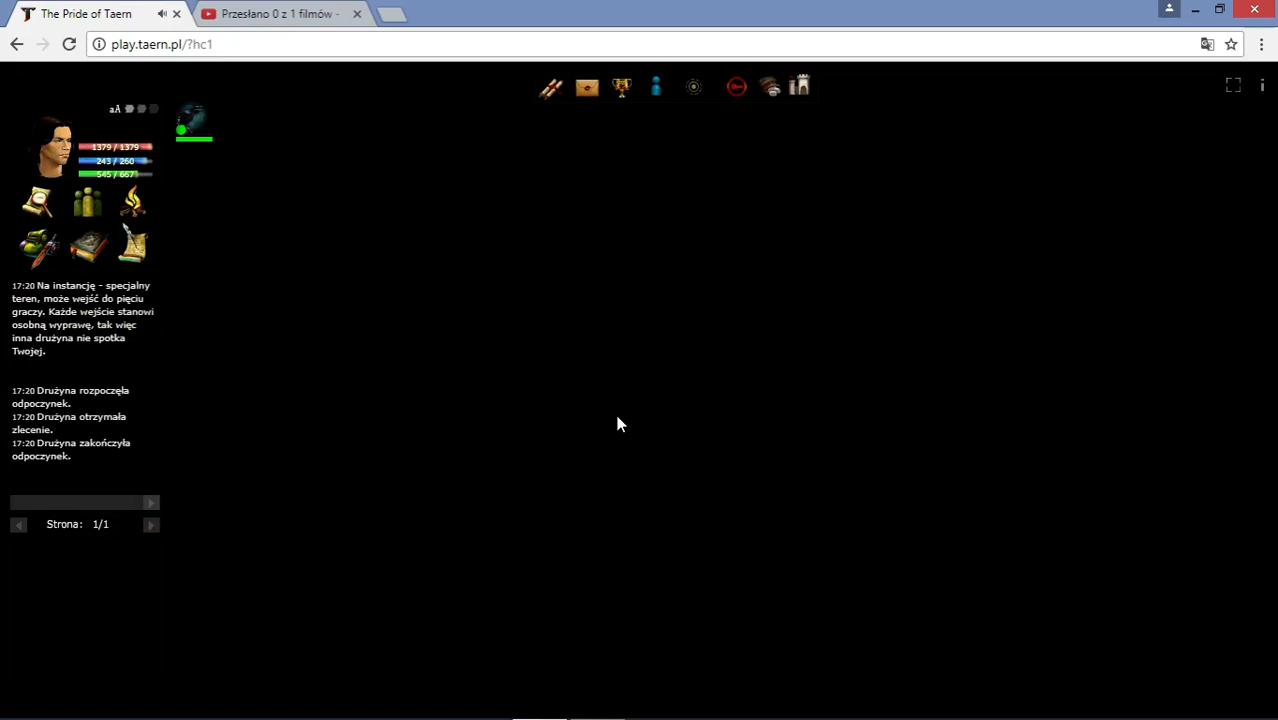 The Pride of Taern
Przesłano 0 z 1 filmów -
play.taern.pl/?hc1
aA
1379 / 1379
243 / 260
545 / 667
17:20 Na instancję - specjalny
teren, może wejść do pięciu
graczy. Każde wejście stanowi
osobną wyprawę, tak więc
inna drużyna nie spotka
Twojej.
17:20 Drużyna rozpoczęła
odpoczynek.
17:20 Drużyna otrzymała
zlecenie.
17:20 Drużyna zakończyła
odpoczynek.
Strona: 1/1